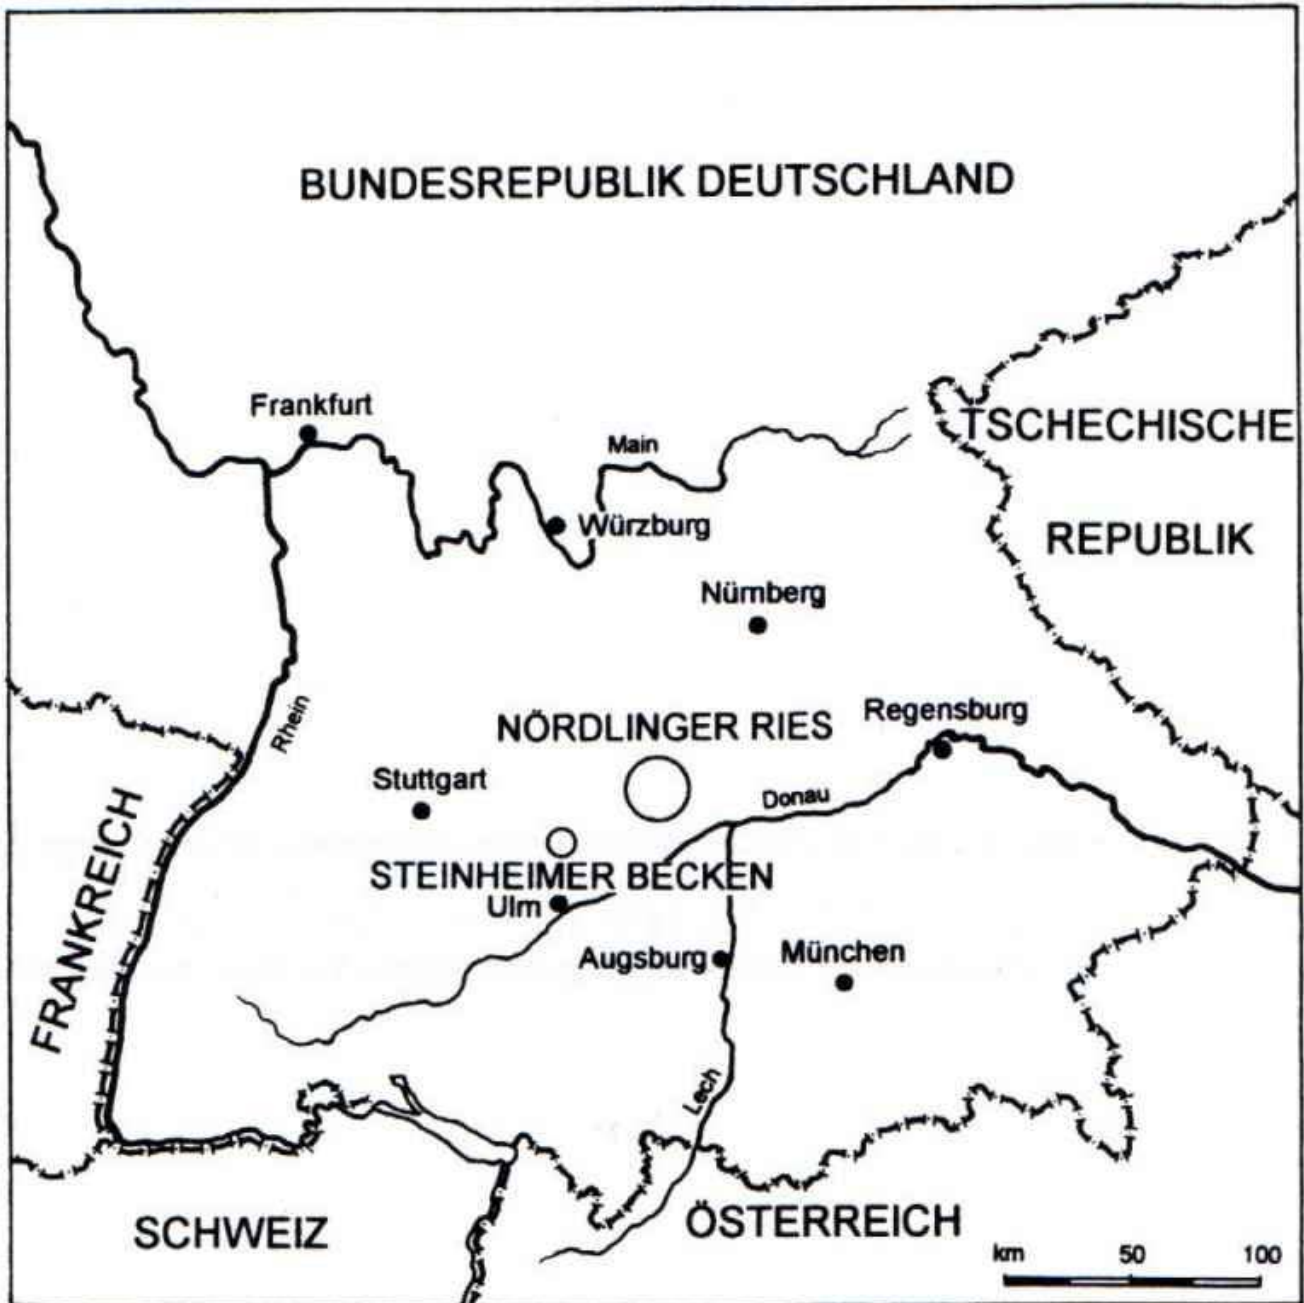 BUNDESREPUBLIK DEUTSCHLAND
Frankfurt
Main
TSCHECHISCHE
REPUBLIK
Würzburg
Nürnberg
Rhein
NÖRDLINGER RIES
Regensburg
Stuttgart
Donau
FRANKREICH
STEINHEIMER BECKEN
Ulm
Augsburg
München
Lech
SCHWEIZ
ÖSTERREICH
km 50 100